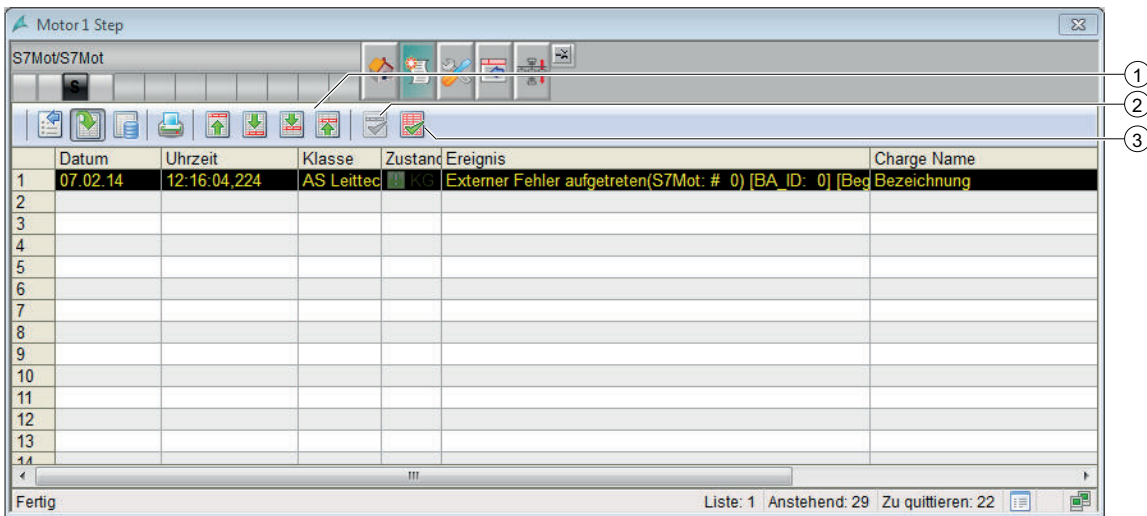 Motor 1 Step
S7Mot/S7Mot
S
1
2
3
Datum Uhrzeit Klasse Zustand Ereignis Charge Name
1 07.02.14 12:16:04,224 AS Leittec KG Externer Fehler aufgetreten(S7Mot: # 0) [BA_ID: 0] [Beg Bezeichnung
2
3
4
5
6
7
8
9
10
11
12
13
14
Fertig Liste: 1 Anstehend: 29 Zu quittieren: 22